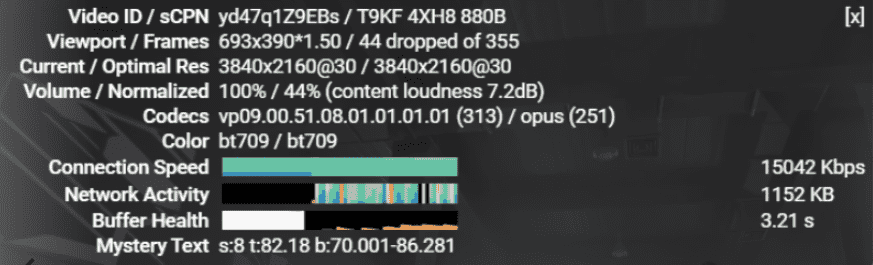 Video ID / sCPN yd47q1Z9EBs / T9KF 4XH8 880B [x]
Viewport / Frames 693x390*1.50 / 44 dropped of 355
Current / Optimal Res 3840x2160@30 / 3840x2160@30
Volume / Normalized 100% / 44% (content loudness 7.2dB)
Codecs vp09.00.51.08.01.01.01.01 (313) / opus (251)
Color bt709 / bt709
Connection Speed 15042 Kbps
Network Activity 1152 KB
Buffer Health 3.21 s
Mystery Text s:8 t:82.18 b:70.001-86.281